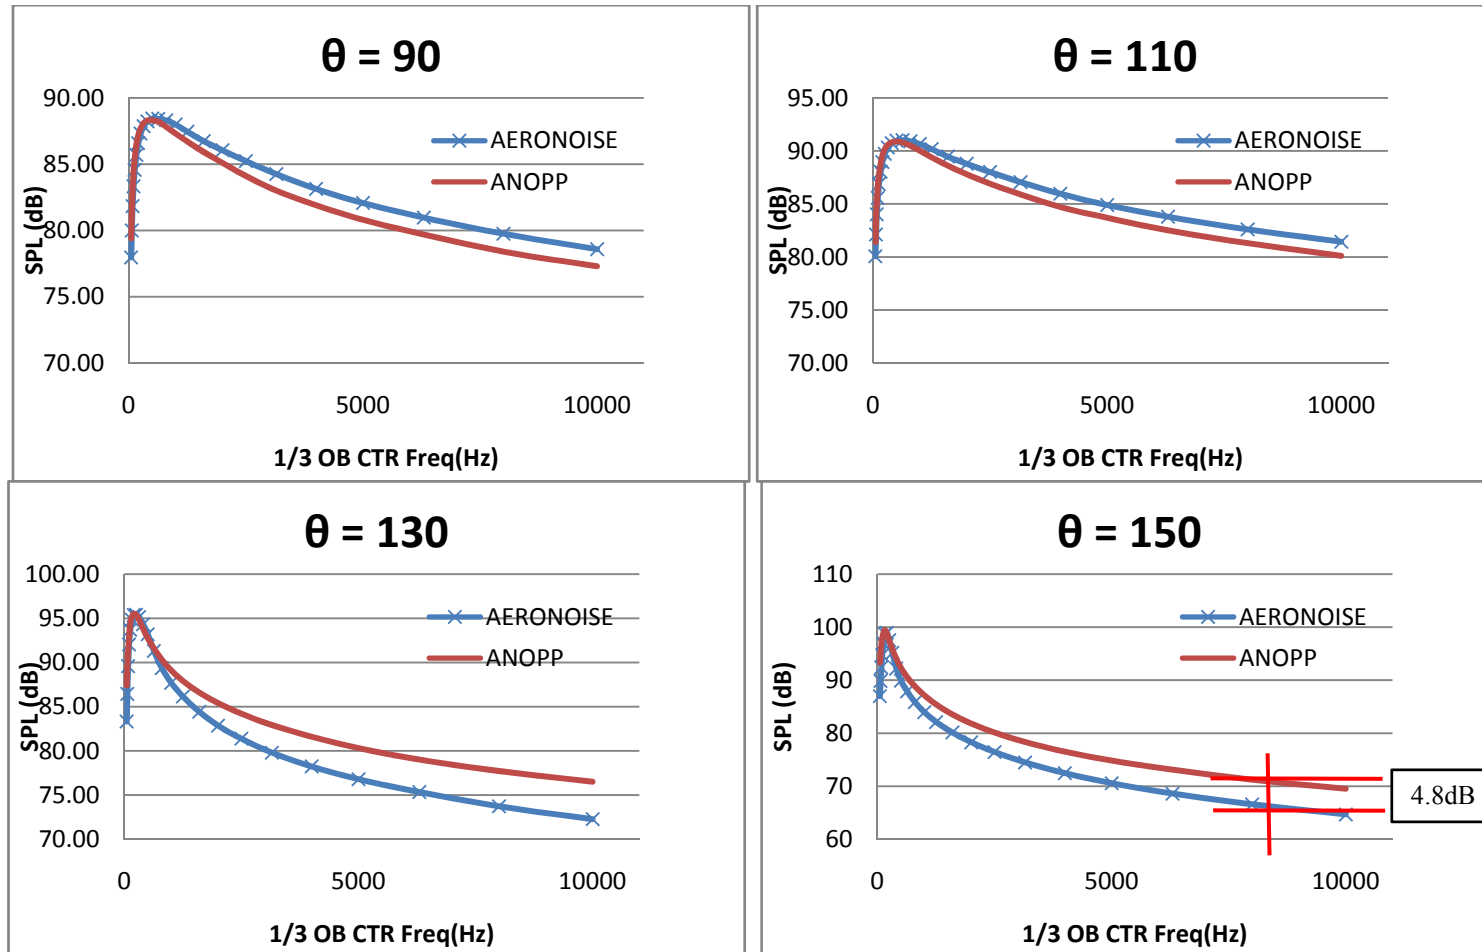 θ = 90
90.00
85.00
80.00
75.00
70.00
SPL (dB)
AERONOISE
ANOPP
0
5000
10000
1/3 OB CTR Freq(Hz)
θ = 110
95.00
90.00
85.00
80.00
75.00
70.00
SPL (dB)
AERONOISE
ANOPP
0
5000
10000
1/3 OB CTR Freq(Hz)
θ = 130
100.00
95.00
90.00
85.00
80.00
75.00
70.00
SPL (dB)
AERONOISE
ANOPP
0
5000
10000
1/3 OB CTR Freq(Hz)
θ = 150
110
100
90
80
70
60
SPL (dB)
AERONOISE
ANOPP
4.8dB
0
5000
10000
1/3 OB CTR Freq(Hz)